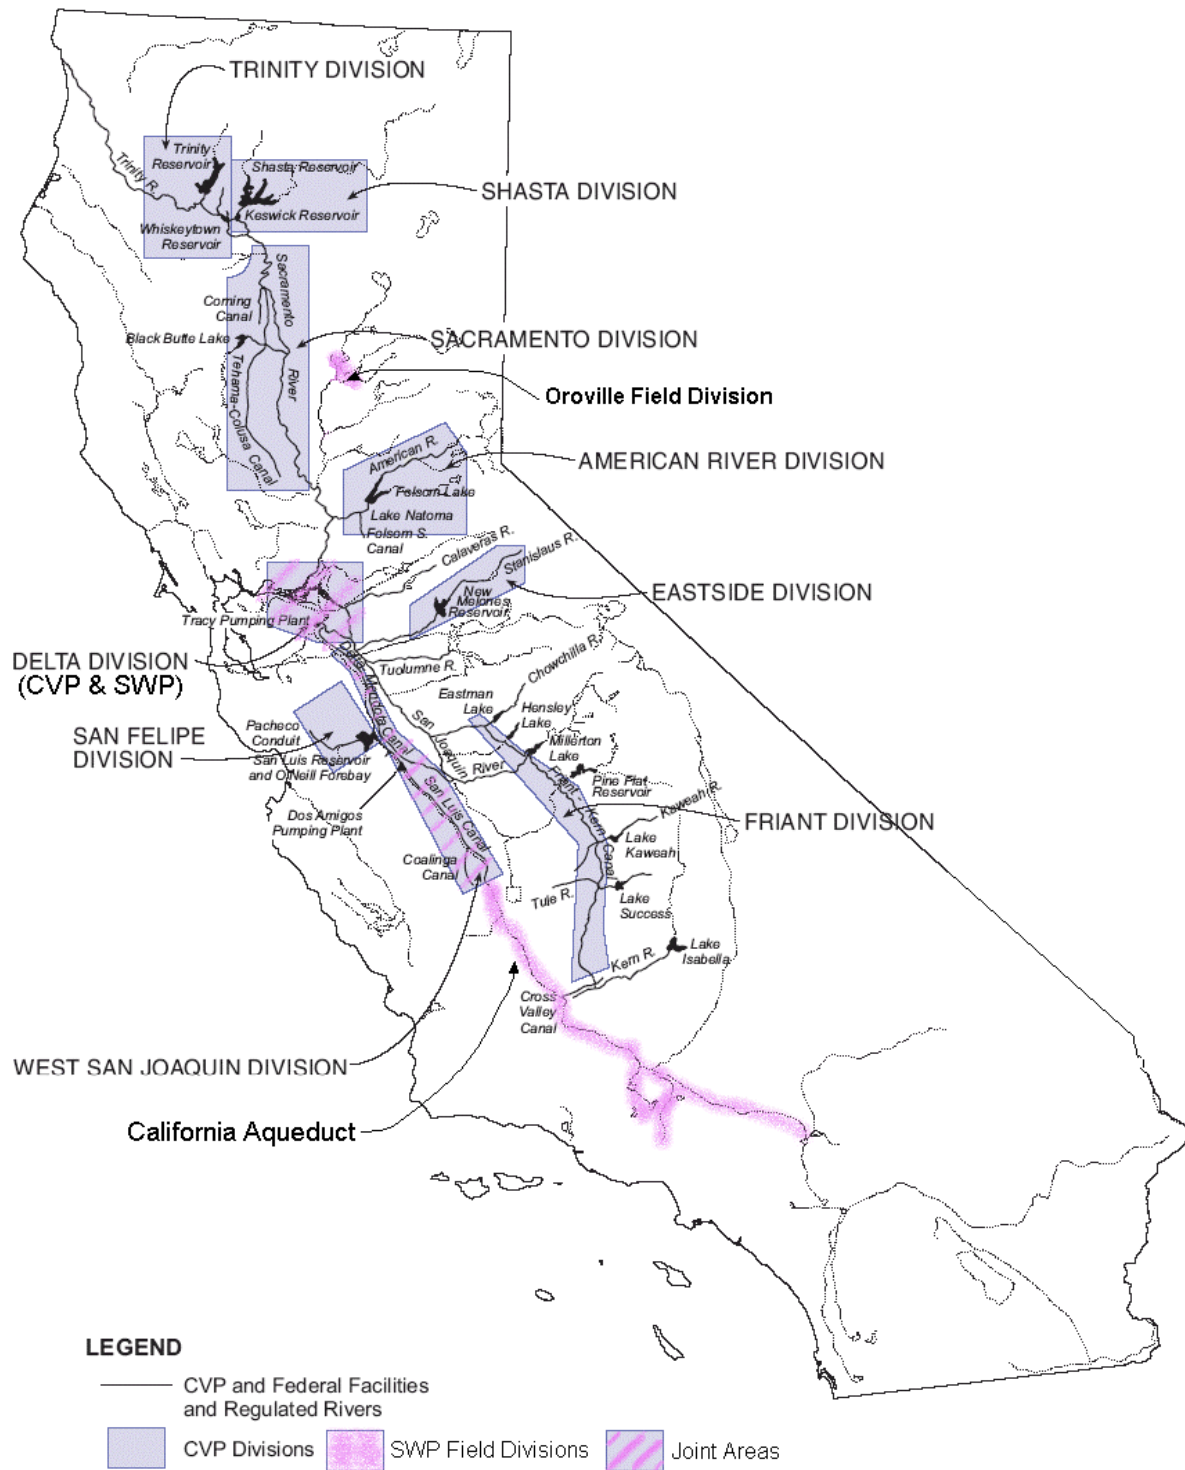 TRINITY DIVISION
Trinity
Reservoir
Trinity R.
Shasta Reservoir
SHASTA DIVISION
Keswick Reservoir
Whiskeytown
Reservoir
Sacramento
River
Corning
Canal
Black Butte Lake
SACRAMENTO DIVISION
Tehama-Colusa Canal
Oroville Field Division
American R.
AMERICAN RIVER DIVISION
Folsom Lake
Lake Natoma
Folsom S.
Canal
Calaveras R.
Stanislaus R.
EASTSIDE DIVISION
New
Melones
Reservoir
Tracy Pumping Plant
DELTA DIVISION
(CVP & SWP)
Delta-Mendota Canal
Tuolumne R.
Chowchilla R.
Eastman
Lake
Hensley
Lake
SAN FELIPE
DIVISION
Pacheco
Conduit
San Luis Reservoir
and O'Neill Forebay
San Joaquin
River
Millerton
Lake
Pine Flat
Reservoir
Friant - Kern Canal
Kaweah R.
FRIANT DIVISION
Dos Amigos
Pumping Plant
San Luis Canal
Lake
Kaweah
Coalinga
Canal
Tule R.
Lake
Success
Kern R.
Lake
Isabella
Cross
Valley
Canal
WEST SAN JOAQUIN DIVISION
California Aqueduct
LEGEND
CVP and Federal Facilities
and Regulated Rivers
CVP Divisions
SWP Field Divisions
Joint Areas